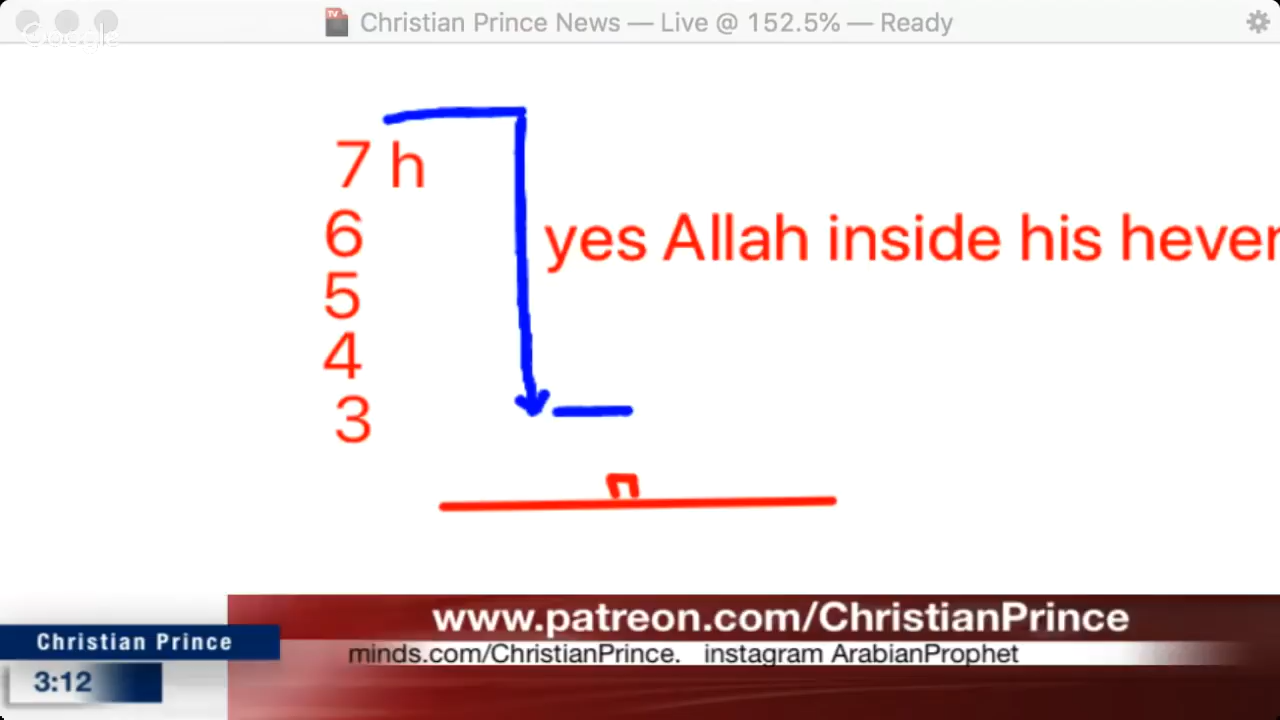 Christian Prince News — Live @ 152.5% — Ready
Google
7 h
6
yes Allah inside his hever
5
4
3
www.patreon.com/ChristianPrince
Christian Prince
minds.com/ChristianPrince. instagram ArabianProphet
3:12